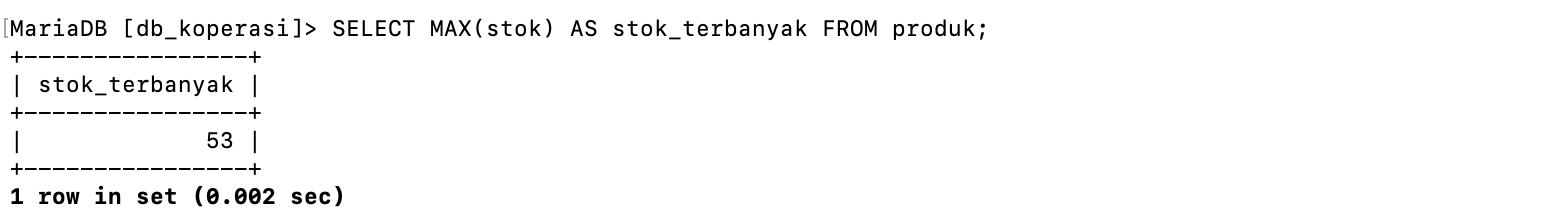 [MariaDB [db_koperasi]> SELECT MAX(stok) AS stok_terbanyak FROM produk;
+----------------+
| stok_terbanyak |
+----------------+
|             53 |
+----------------+
1 row in set (0.002 sec)